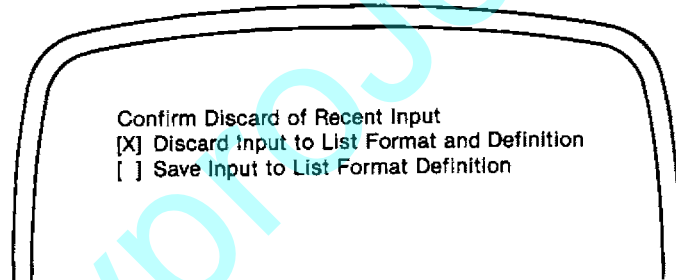 Confirm Discard of Recent Input
[X] Discard Input to List Format and Definition
[ ] Save Input to List Format Definition